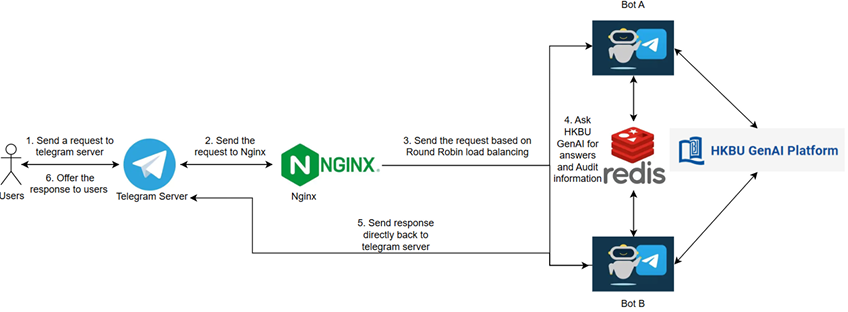 Bot A
1. Send a request to
telegram server
6. Offer the
response to users
Users
Telegram Server
2. Send the
request to Nginx
NGINX.
Nginx
3. Send the request based on
Round Robin load balancing
4. Ask
HKBU
GenAI for
answers
and Audit
information
redis
HKBU GenAI Platform
5. Send response
directly back to
telegram server
Bot B